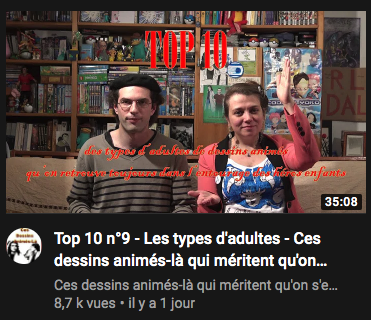 TOP 10
des types d'adultes de dessins animés
qu'on retrouve toujours dans l'entourage des héros enfants
35:08
Top 10 n°9 - Les types d'adultes - Ces
dessins animés-là qui méritent qu'on...
Ces dessins animés-là qui méritent qu'on s'e...
8,7 k vues • il y a 1 jour